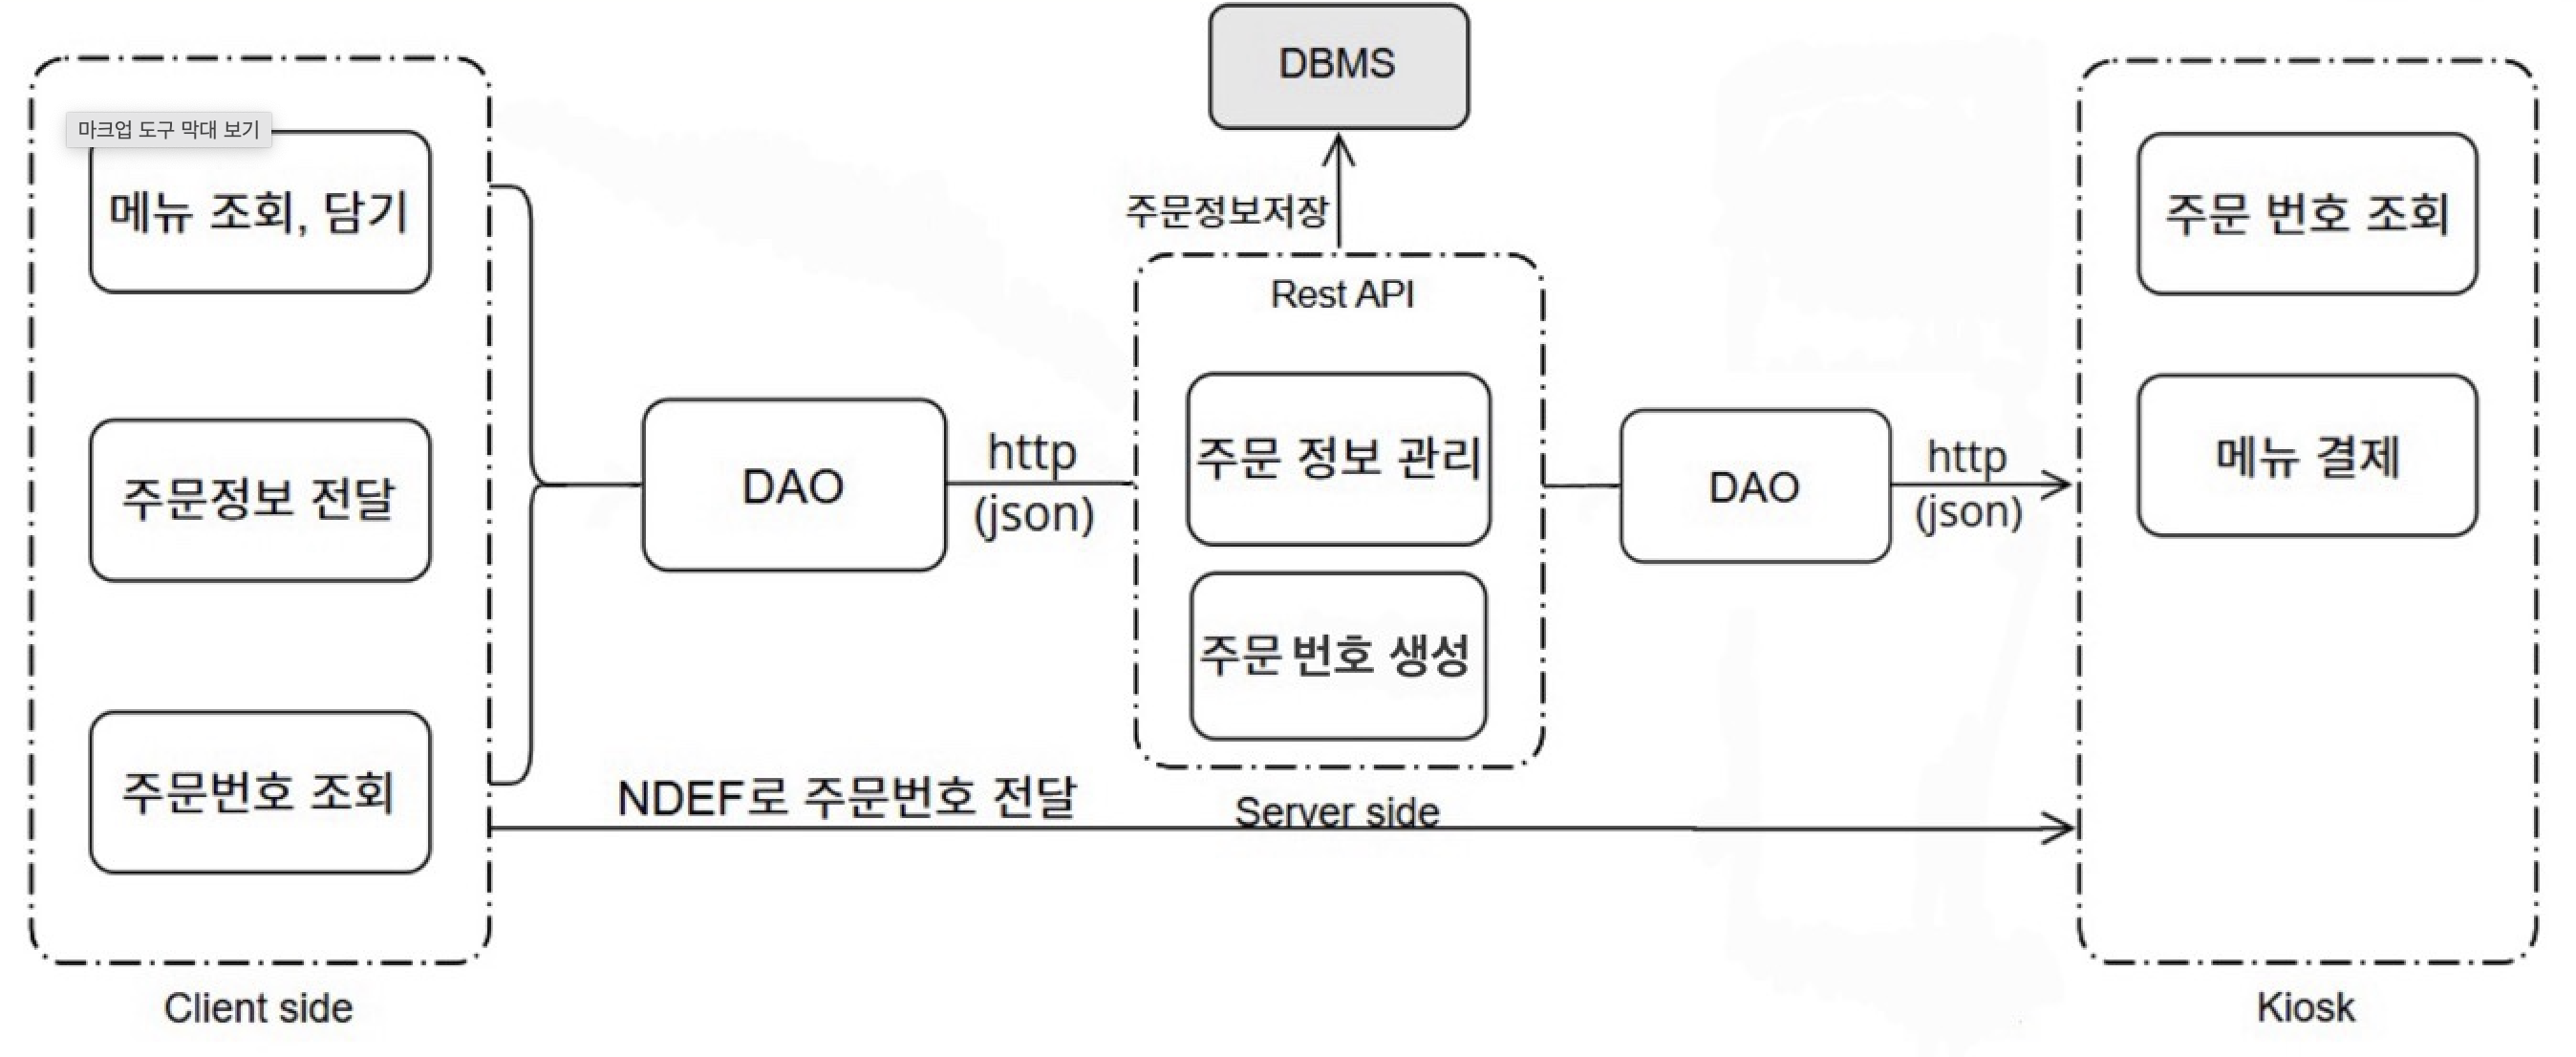 DBMS
마크업 도구 막대 보기
메뉴 조회, 담기
주문정보 전달
주문번호 조회
Client side
DAO
http
(json)
NDEF로 주문번호 전달
주문정보저장
Rest API
주문 정보 관리
주문 번호 생성
Server side
DAO
http
(json)
주문 번호 조회
메뉴 결제
Kiosk